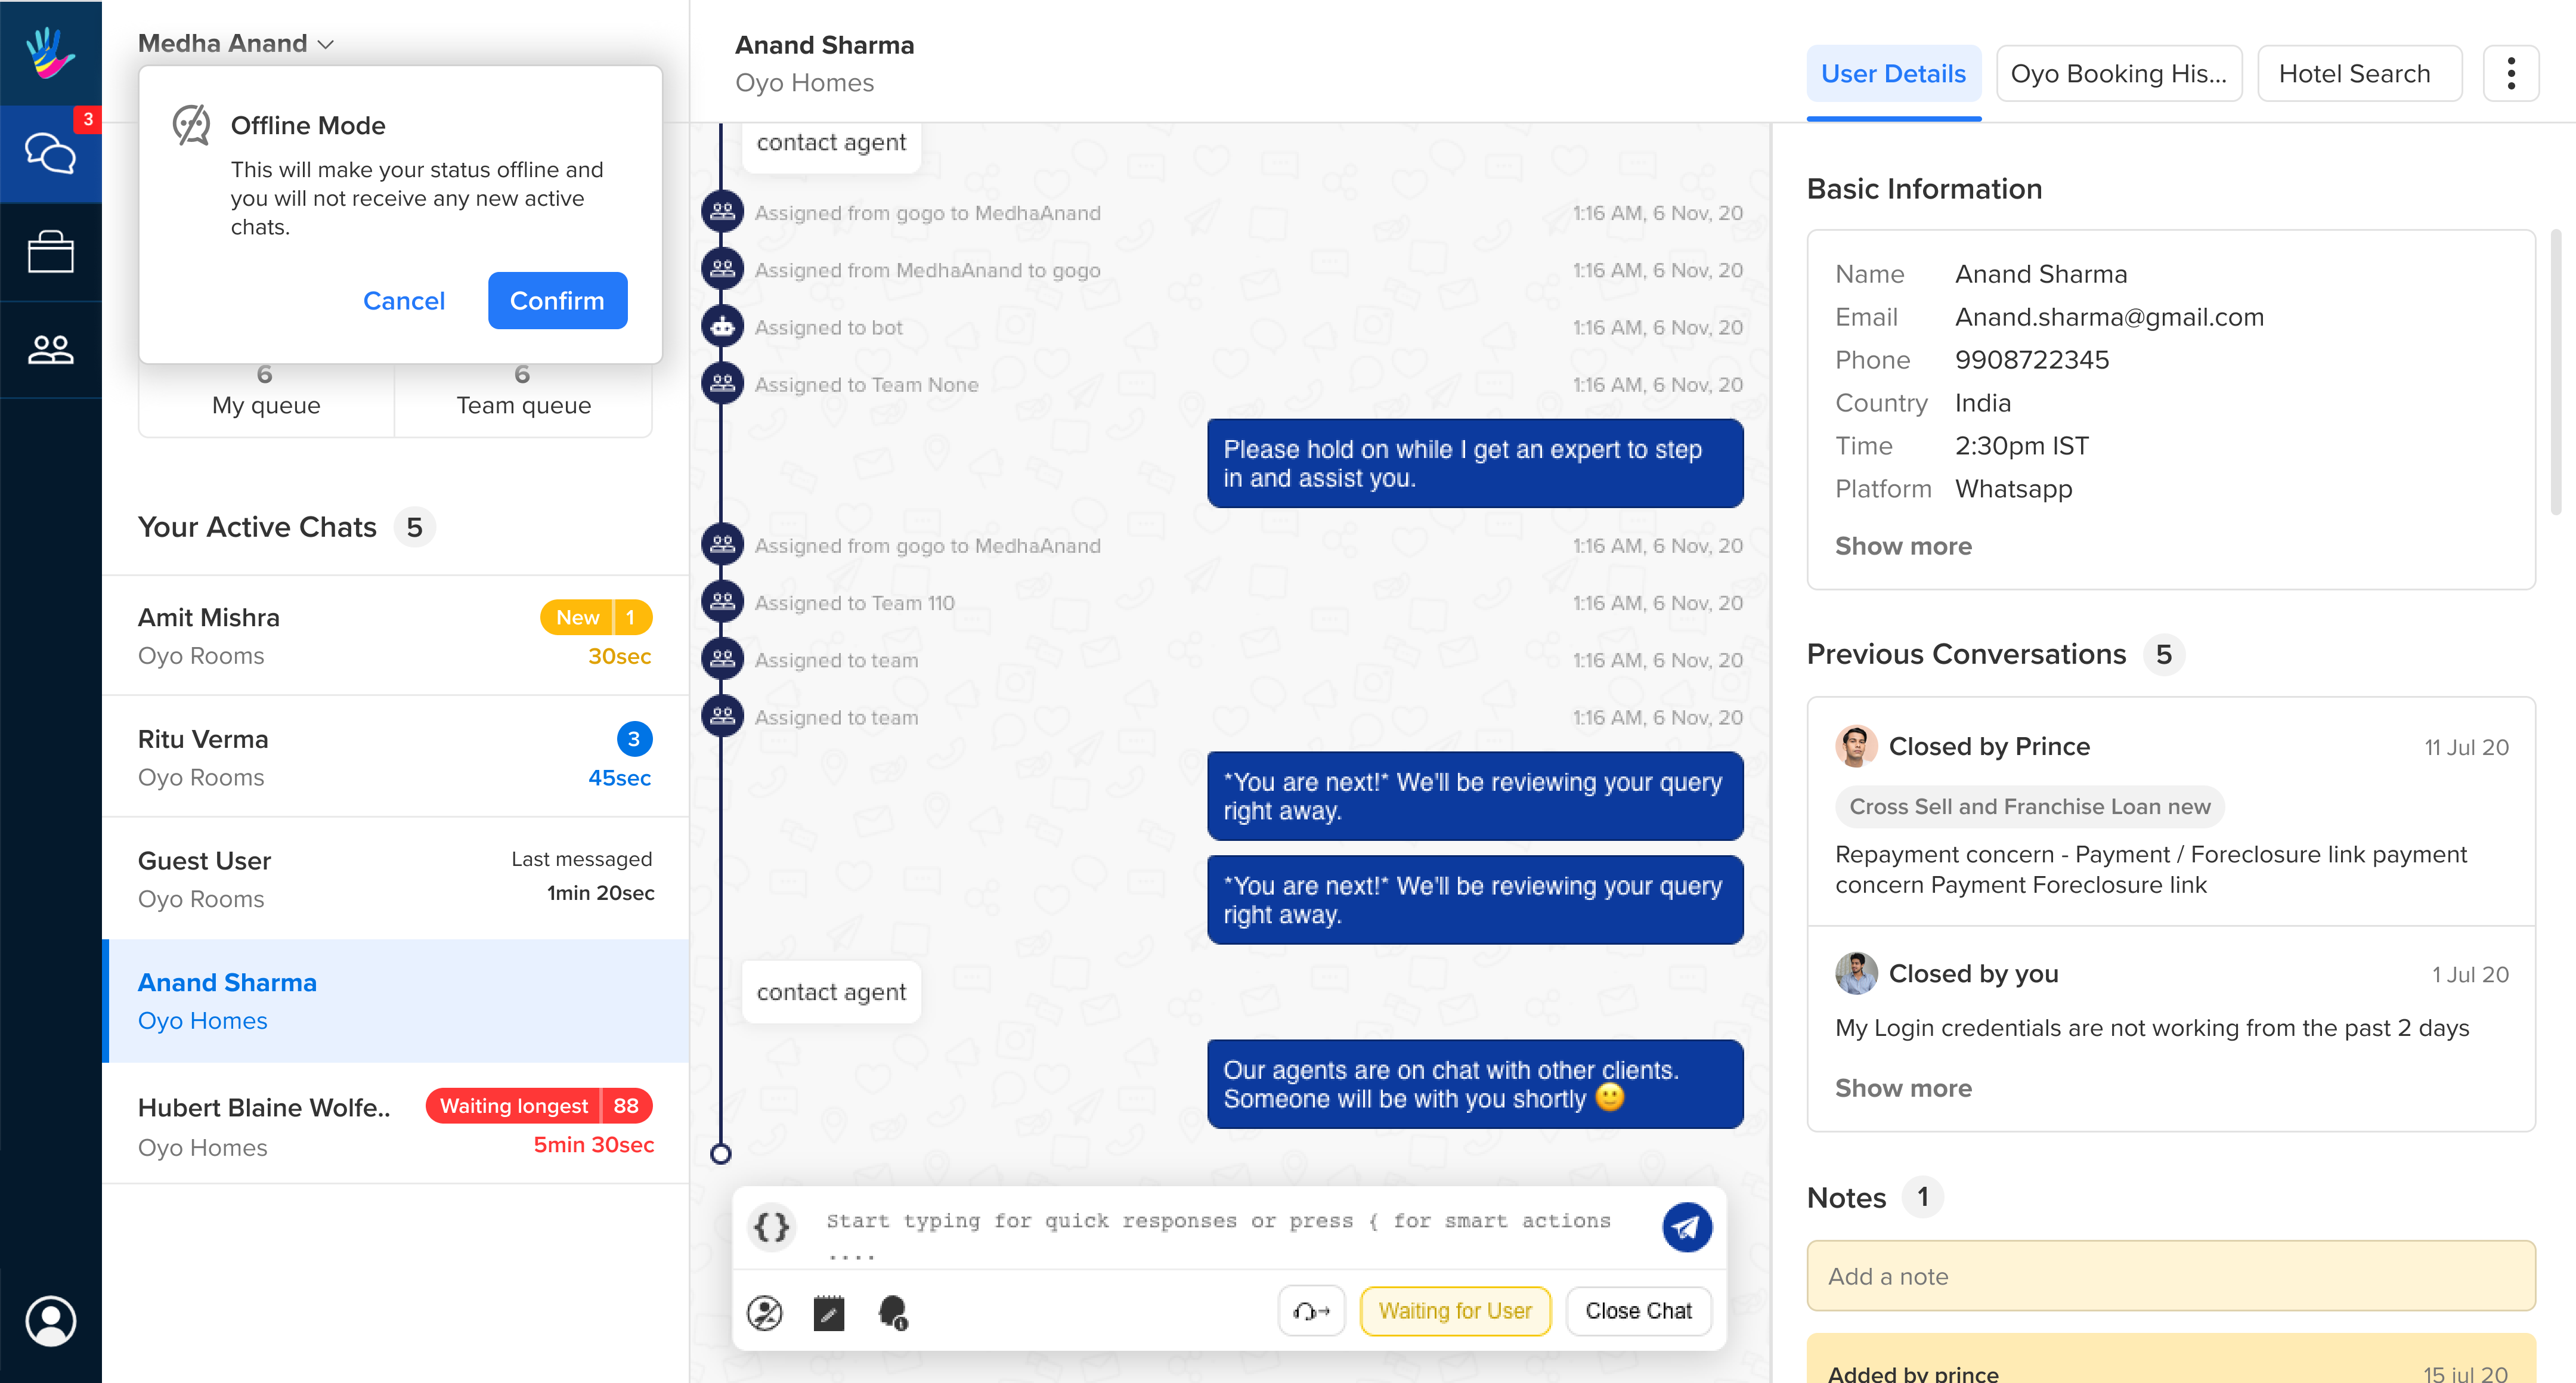 3
Medha Anand
Offline Mode
This will make your status offline and
you will not receive any new active
chats.
Cancel
Confirm
6
My queue
6
Team queue
Your Active Chats 5
Amit Mishra
New 1
Oyo Rooms
30sec
Ritu Verma
3
Oyo Rooms
45sec
Guest User
Last messaged
Oyo Rooms
1min 20sec
Anand Sharma
Oyo Homes
Hubert Blaine Wolfe..
Waiting longest 88
Oyo Homes
5min 30sec
Anand Sharma
Oyo Homes
contact agent
Assigned from gogo to MedhaAnand 1:16 AM, 6 Nov, 20
Assigned from MedhaAnand to gogo 1:16 AM, 6 Nov, 20
Assigned to bot 1:16 AM, 6 Nov, 20
Assigned to Team None 1:16 AM, 6 Nov, 20
Please hold on while I get an expert to step
in and assist you.
Assigned from gogo to MedhaAnand 1:16 AM, 6 Nov, 20
Assigned to Team 110 1:16 AM, 6 Nov, 20
Assigned to team 1:16 AM, 6 Nov, 20
Assigned to team 1:16 AM, 6 Nov, 20
*You are next!* We'll be reviewing your query
right away.
*You are next!* We'll be reviewing your query
right away.
contact agent
Our agents are on chat with other clients.
Someone will be with you shortly 🙂
{} Start typing for quick responses or press { for smart actions
....
Waiting for User
Close Chat
User Details
Oyo Booking His...
Hotel Search
Basic Information
Name Anand Sharma
Email Anand.sharma@gmail.com
Phone 9908722345
Country India
Time 2:30pm IST
Platform Whatsapp
Show more
Previous Conversations 5
Closed by Prince 11 Jul 20
Cross Sell and Franchise Loan new
Repayment concern - Payment / Foreclosure link payment
concern Payment Foreclosure link
Closed by you 1 Jul 20
My Login credentials are not working from the past 2 days
Show more
Notes 1
Add a note
Added by prince 15 jul 20